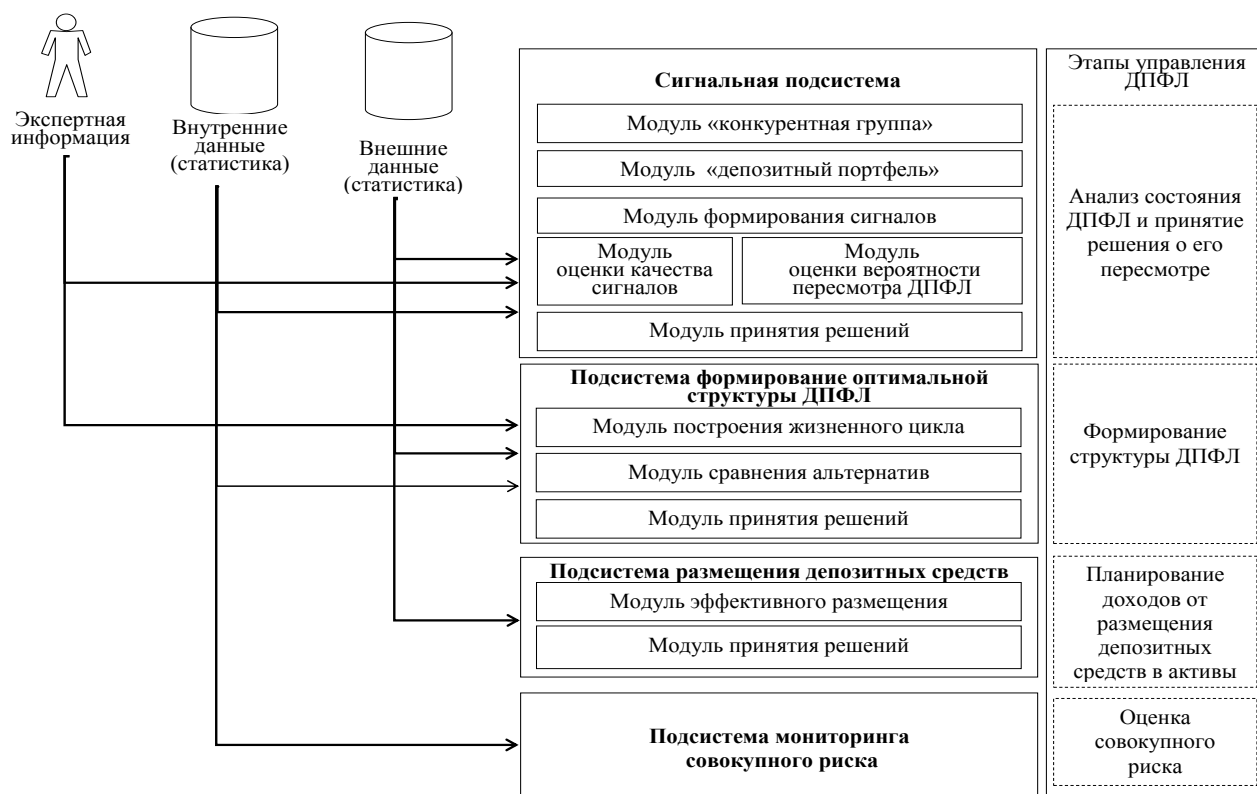 Экспертная
информация
Внутренние
данные
(статистика)
Внешние
данные
(статистика)
Сигнальная подсистема
Модуль «конкурентная группа»
Модуль «депозитный портфель»
Модуль формирования сигналов
Модуль
оценки качества
сигналов
Модуль
оценки вероятности
пересмотра ДПФЛ
Модуль принятия решений
Подсистема формирование оптимальной
структуры ДПФЛ
Модуль построения жизненного цикла
Модуль сравнения альтернатив
Модуль принятия решений
Подсистема размещения депозитных средств
Модуль эффективного размещения
Модуль принятия решений
Подсистема мониторинга
совокупного риска
Этапы управления
ДПФЛ
Анализ состояния
ДПФЛ и принятие
решения о его
пересмотре
Формирование
структуры ДПФЛ
Планирование
доходов от
размещения
депозитных
средств в активы
Оценка
совокупного
риска